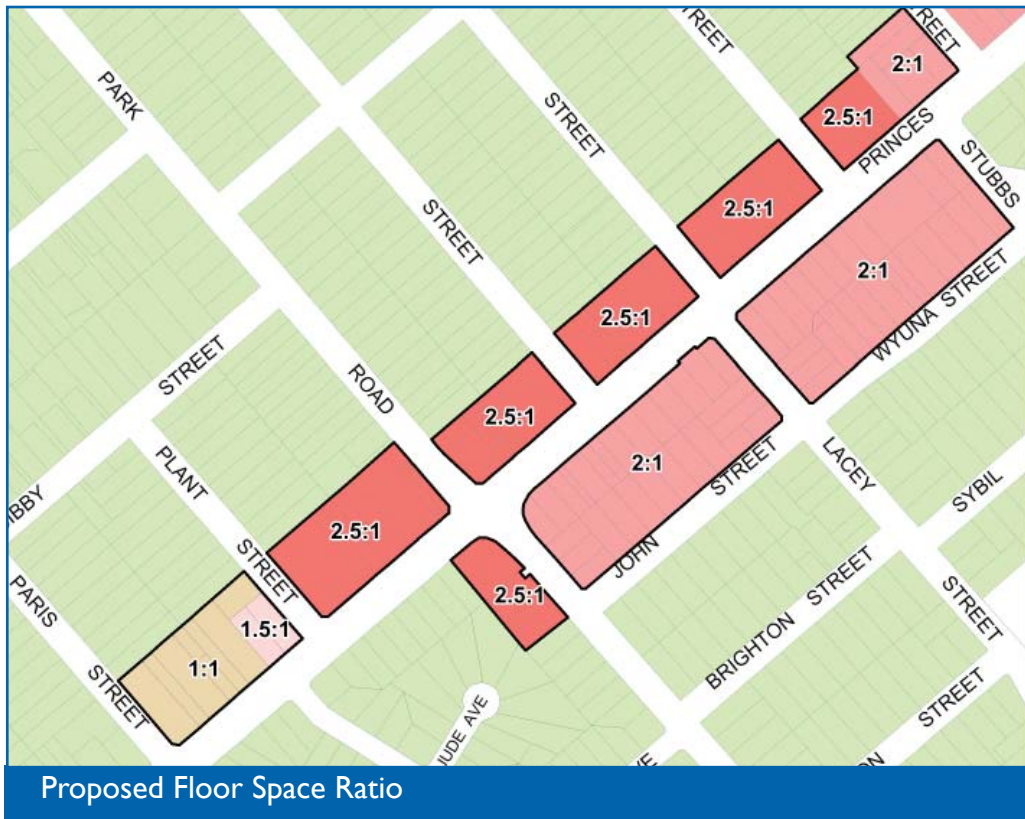 PARK
STREET
2:1
2.5:1
PRINCES
STUBBS
STREET
2.5:1
2:1
WYUNA STREET
STREET
2.5:1
STREET
ROAD
2.5:1
2:1
STREET
LACEY
SYBIL
PLANT
STREET
2.5:1
JOHN
STREET
BRIGHTON STREET
STREET
PARIS
STREET
1.5:1
1:1
2.5:1
JUDE AVE
STREET
Proposed Floor Space Ratio